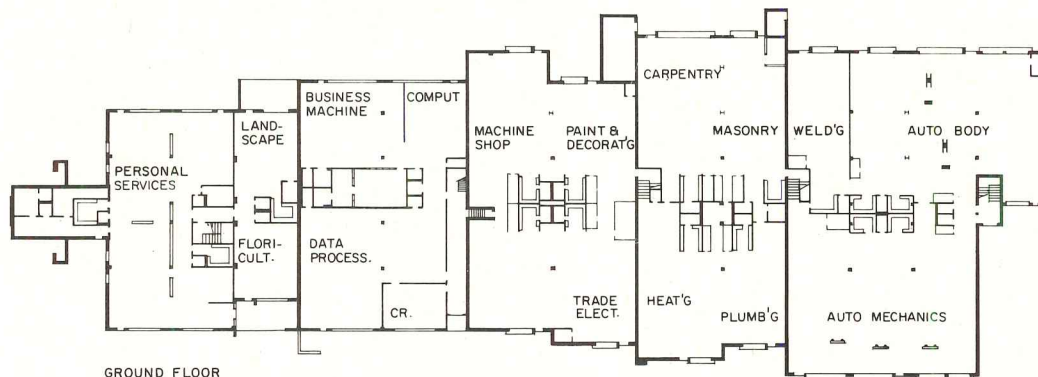 PERSONAL
SERVICES
LAND-
SCAPE
FLORI-
CULT.
BUSINESS
MACHINE
COMPUT
DATA
PROCESS.
CR.
MACHINE
SHOP
PAINT &
DECORAT'G
TRADE
ELECT.
CARPENTRY
MASONRY
HEAT'G
PLUMB'G
WELD'G
AUTO BODY
AUTO MECHANICS
GROUND FLOOR